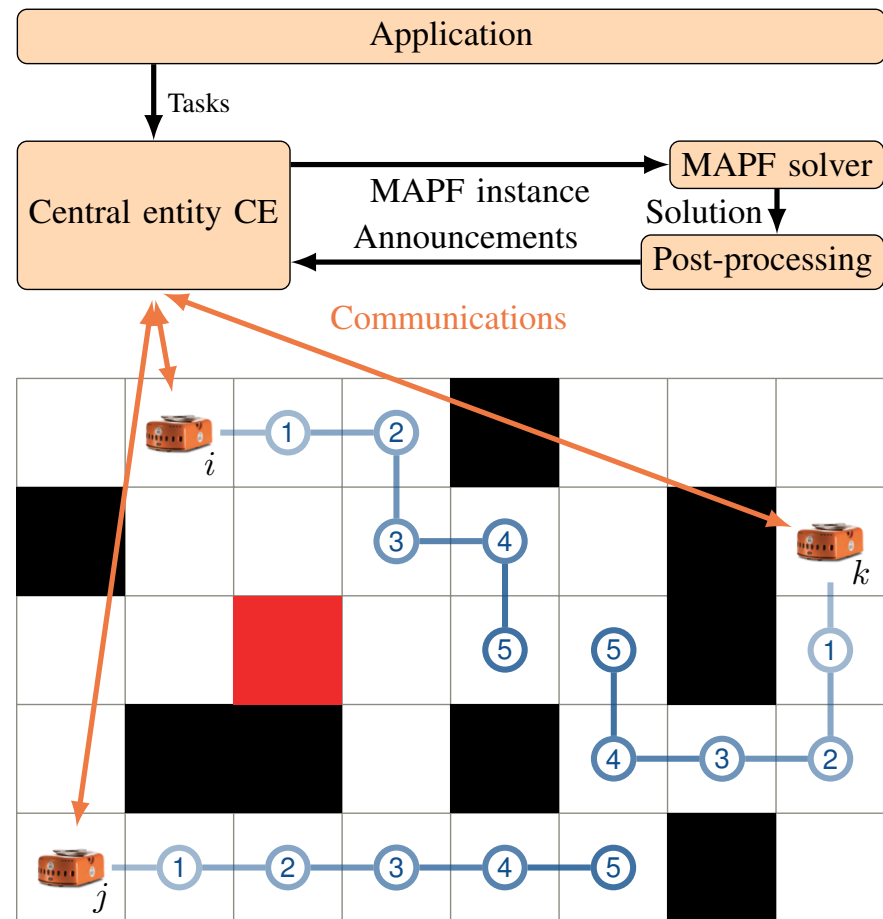 Application
Tasks
Central entity CE
MAPF instance
MAPF solver
Solution
Announcements
Post-processing
Communications
1 2
i
3 4
k
5 5 1
4 3 2
1 2 3 4 5
j